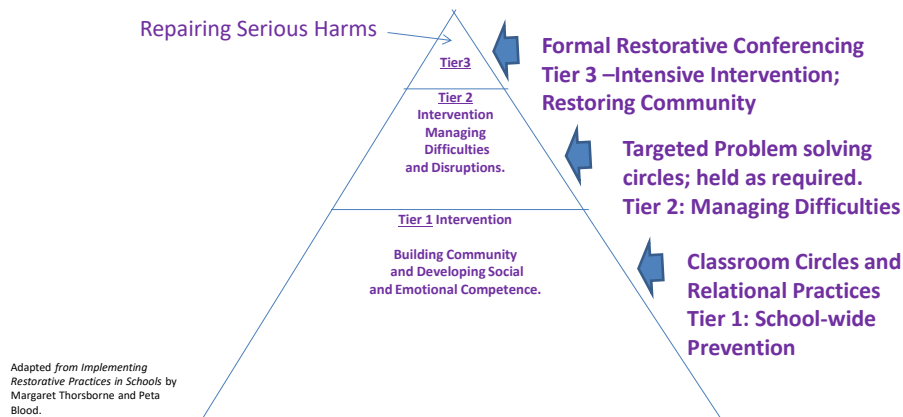 Repairing Serious Harms
Tier3
Formal Restorative Conferencing
Tier 3 –Intensive Intervention;
Restoring Community
Tier 2
Intervention
Managing
Difficulties
and Disruptions.
Targeted Problem solving
circles; held as required.
Tier 2: Managing Difficulties
Tier 1 Intervention
Building Community
and Developing Social
and Emotional Competence.
Classroom Circles and
Relational Practices
Tier 1: School-wide
Prevention
Adapted from Implementing
Restorative Practices in Schools by
Margaret Thorsborne and Peta
Blood.